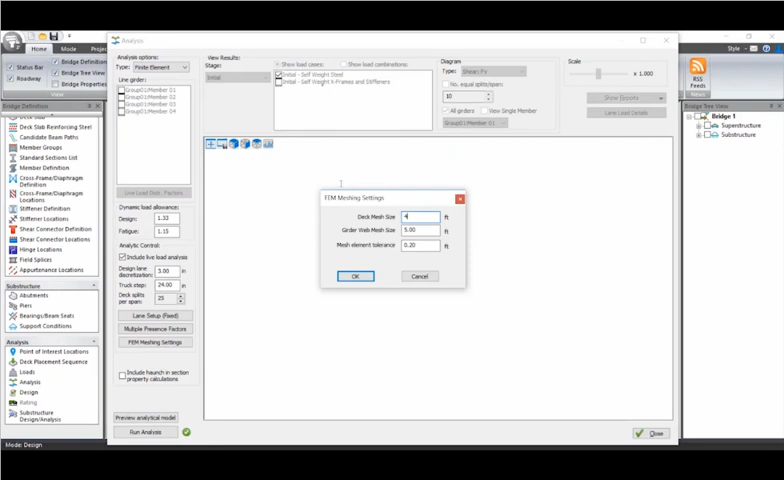 Home
Mode
Style
Status Bar
Roadway
Bridge Definition
Bridge Tree View
Bridge Properties
View
RSS
Feeds
News
Bridge Definition
Deck Slab
Deck Slab Reinforcing Steel
Candidate Beam Paths
Member Groups
Standard Sections List
Member Definition
Cross-Frame/Diaphragm
Definition
Cross-Frame/Diaphragm
Locations
Stiffener Definition
Stiffener Locations
Shear Connector Definition
Shear Connector Locations
Hinge Locations
Field Splices
Appurtenance Locations
Substructure
Abutments
Piers
Bearings/Beam Seats
Support Conditions
Analysis
Point of Interest Locations
Deck Placement Sequence
Loads
Analysis
Design
Rating
Substructure
Design/Analysis
Mode: Design
Analysis
Analysis options:
Type: Finite Element
Line girder:
Group01:Member 01
Group01:Member 02
Group01:Member 03
Group01:Member 04
Live Load Distr. Factors
Dynamic load allowance:
Design: 1.33
Fatigue: 1.15
Analytic Control:
Include live load analysis
Design lane
discretization: 3.00 in
Truck step: 24.00 in
Deck splits
per span: 25
Lane Setup (Fixed)
Multiple Presence Factors
FEM Meshing Settings
Include haunch in section
property calculations
Preview analytical model
Run Analysis
View Results:
Stage:
Initial
Show load cases:
Show load combinations:
Initial - Self Weight Steel
Initial - Self Weight X-Frames and Stiffeners
Diagram
Type: Shear: Fy
No. equal splits/span:
10
All girders
View Single Member
Group01:Member 01
Scale
x 1.000
Show Reports
Lane Load Details
FEM Meshing Settings
Deck Mesh Size 4 ft
Girder Web Mesh Size 5.00 ft
Mesh element tolerance 0.20 ft
OK
Cancel
Close
Bridge Tree View
Bridge 1
Superstructure
Substructure